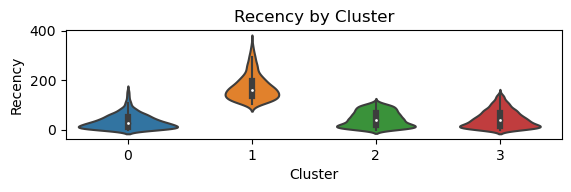 Recency by Cluster
400
200
0
Recency
0 1 2 3
Cluster